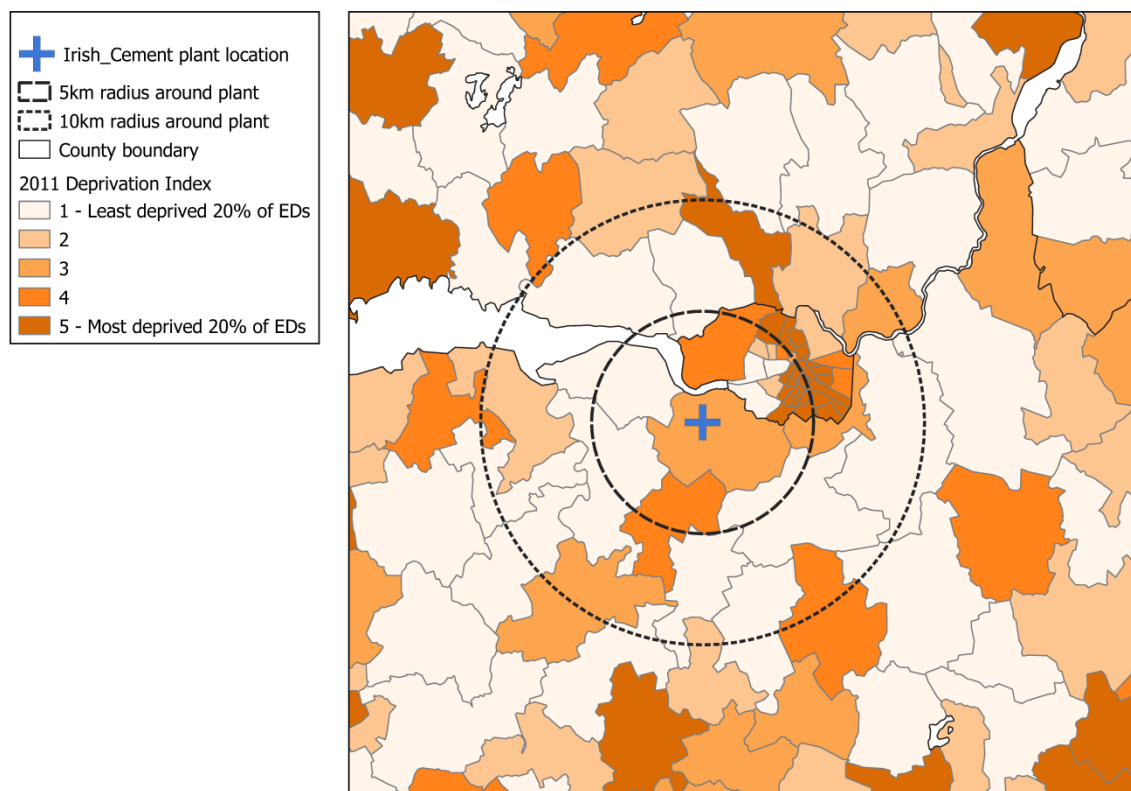 Irish_Cement plant location
5km radius around plant
10km radius around plant
County boundary
2011 Deprivation Index
1 - Least deprived 20% of EDs
2
3
4
5 - Most deprived 20% of EDs